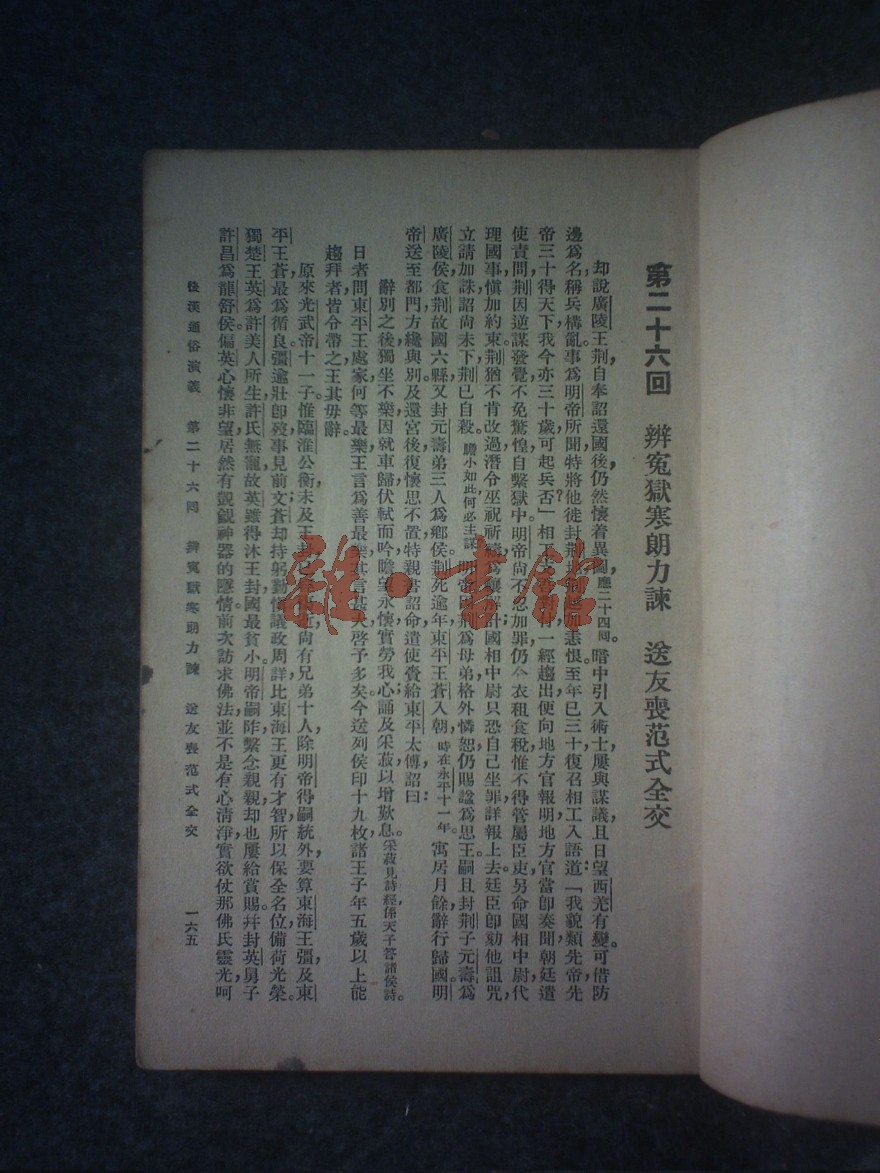 第二十六回　辨冤獄寒朗力諫　送友喪范式全交
却說廣陵王荆，自奉詔還國後，仍然懷着異圖，應二十四回。暗中引入術士，屢與謀議，且日望西羌有變，可借防
邊爲名，稱兵構亂。事爲明帝所聞，特將他徙封荆
恚恨。至年已三十，復召相工入語道：「我貌類先帝，先
帝三十得天下，我今亦三十歲，可起兵否？」相
一經趨出，便向地方官報明，地方官當卽奏聞，朝廷遣
使責問，荆因逆謀發覺，不免驚惶，自繫獄中。明帝尚不忍加罪，仍令衣租食稅，惟不得管屬臣吏，另命國相中尉，代
理國事，愼加約束。荆猶不肯改過，潛令巫祝祈禱，爲
國相中尉，只恐自己坐罪，詳報上去，廷臣卽劾他詛咒，
立請加誅，詔尚未下，荆已自殺。膽小如此，何必主謀。明帝
荆爲母弟，格外憐恕，仍賜諡爲思王，嗣且封荆子元壽爲
廣陵侯，食荆故國六縣，又封元壽弟三人爲鄉侯。荆死逾年，東平王蒼入朝，時在永平十一年。寓居月餘，辭行歸國，明
帝送至都門，方纔與別，及還宮後，復懷思不置，特親書詔命，遣使賫給東平太傅，詔曰：
辭別之後，獨坐不樂，因就車歸，伏軾而吟，瞻望永懷，實勞我心，誦及采菽，以增歎息。采菽見詩經，係天子答諸侯詩。
日者問東平王，處家何等最樂，王言爲善最樂，其言甚大，啓予多矣。今送列侯印十九枚，諸王子年五歲以上能
趨拜者，皆令帶之，王其毋辭。
原來光武帝十一子，惟臨淮公衡，未及王封，
尚有兄弟十人，除明帝得嗣統外，要算東海王彊，及東
平王蒼，最爲循良，彊逾壯卽歿，事見前文，蒼却持躬勤愼，議政周詳，比東海王更有才智，所以保全名位，備荷光榮。
獨楚王英爲許美人所生，許氏無寵，故英雖得沐王封，國最貧小，明帝嗣阼，繫念親親，却也屢給賞賜，幷封英舅子
許昌爲龍舒侯。偏英心懷非望，居然有覬覦神器的隱情，前次訪求佛法，並不是有心清淨，實欲仗那佛氏靈光，呵
後漢通俗演義　第二十六回　辨冤獄寒朗力諫　送友喪范式全交　一六五
雜·書館